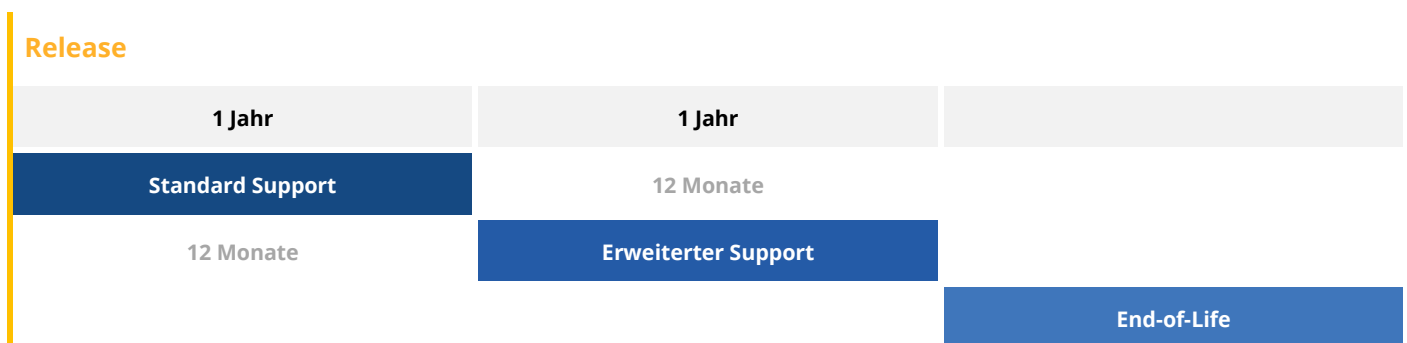 Release
1 Jahr 1 Jahr
Standard Support 12 Monate
12 Monate Erweiterter Support
End-of-Life